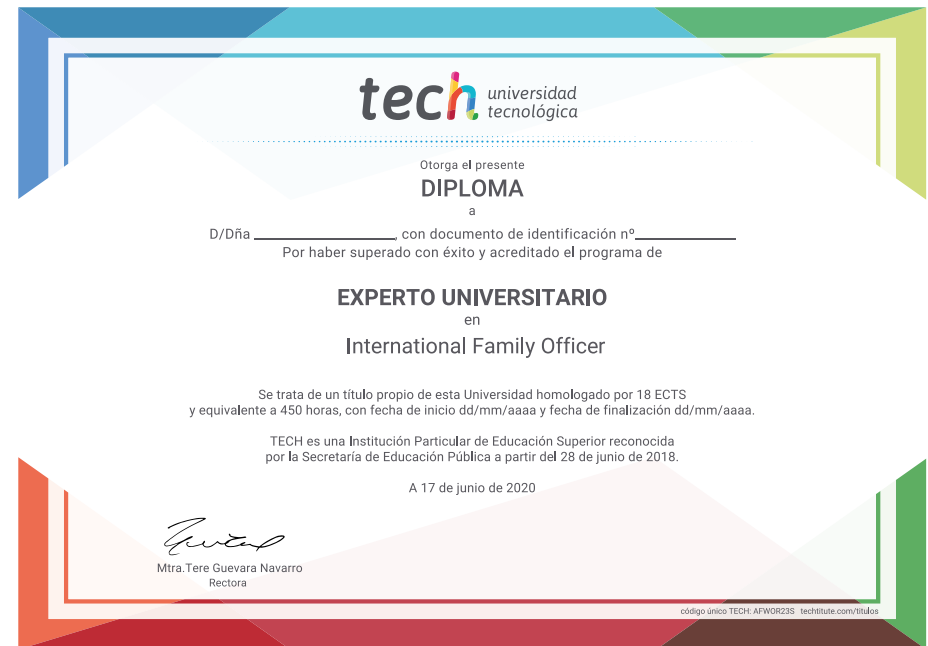 tech universidad
tecnológica
Otorga el presente
DIPLOMA
a
D/Dña ____________, con documento de identificación nº____________
Por haber superado con éxito y acreditado el programa de
EXPERTO UNIVERSITARIO
en
International Family Officer
Se trata de un título propio de esta Universidad homologado por 18 ECTS
y equivalente a 450 horas, con fecha de inicio dd/mm/aaaa y fecha de finalización dd/mm/aaaa.
TECH es una Institución Particular de Educación Superior reconocida
por la Secretaría de Educación Pública a partir del 28 de junio de 2018.
A 17 de junio de 2020
Mtra.Tere Guevara Navarro
Rectora
código único TECH: AFWOR23S techtitute.com/titulos